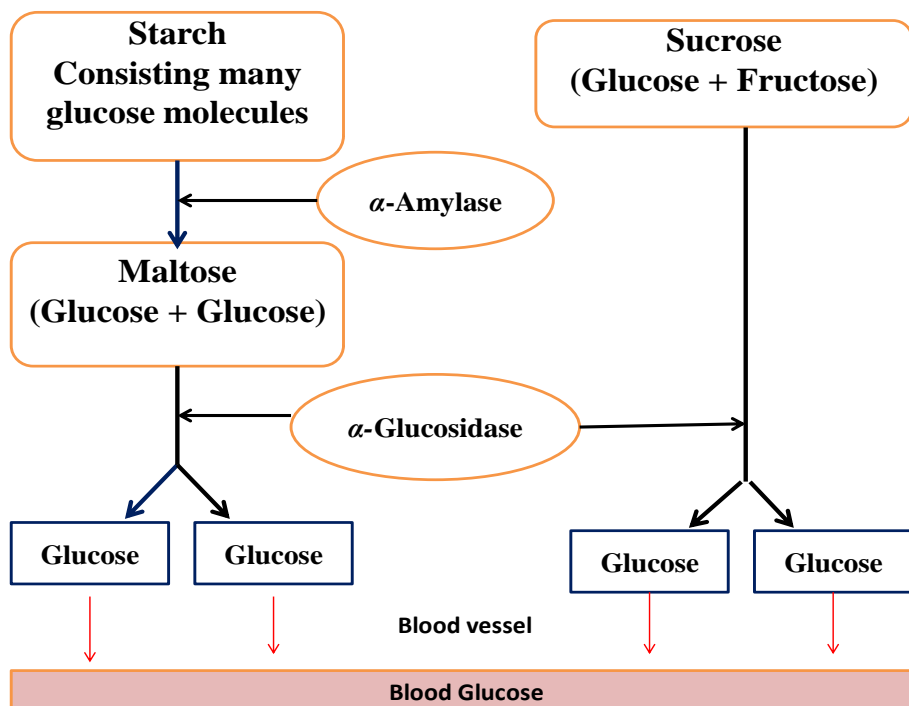 Starch
Consisting many
glucose molecules
Sucrose
(Glucose + Fructose)
α-Amylase
Maltose
(Glucose + Glucose)
α-Glucosidase
Glucose
Glucose
Glucose
Glucose
Blood vessel
Blood Glucose